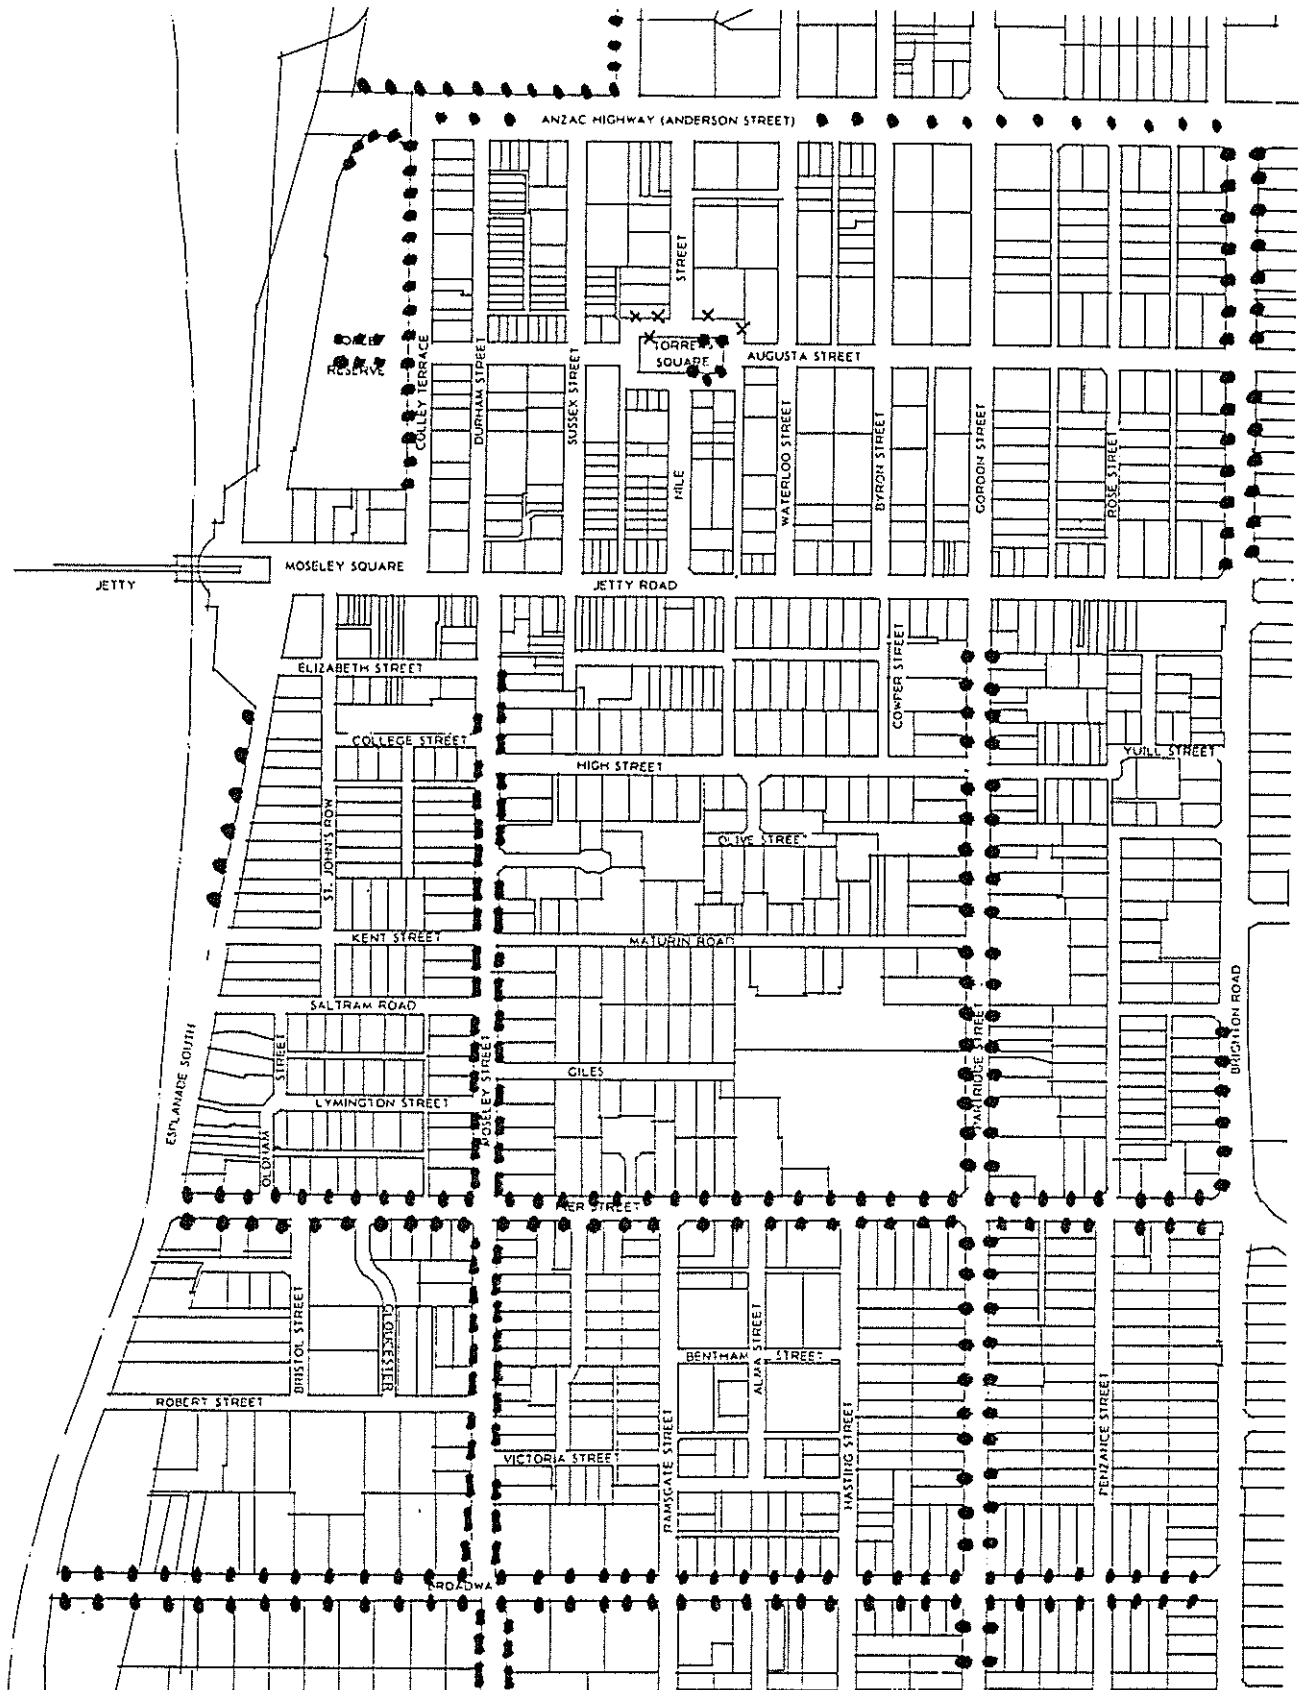 ANZAC HIGHWAY (ANDERSON STREET)
STREET
TORRENS
SQUARE
AUGUSTA STREET
RESERVE
COLLEY TERRACE
DURHAM STREET
SUSSEX STREET
NILE
WATERLOO STREET
BYRON STREET
GORDON STREET
ROSE STREET
MOSELEY SQUARE
JETTY
JETTY ROAD
ELIZABETH STREET
COWPER STREET
COLLEGE STREET
HIGH STREET
YUILL STREET
ST. JOHN'S ROW
OLIVE STREET
KENT STREET
MATURIN ROAD
SALTRAM ROAD
BRIGHTON ROAD
ESPLANADE SOUTH
STREET
MOSELEY STREET
PARTRIDGE STREET
GILES
LYMINGTON STREET
OLDHAM
PIER STREET
BRISTOL STREET
GLOUCESTER
ALMA STREET
BENTHAM STREET
ROBERT STREET
VICTORIA STREET
RAMSGATE STREET
HASTING STREET
PENZANCE STREET
BROADWA